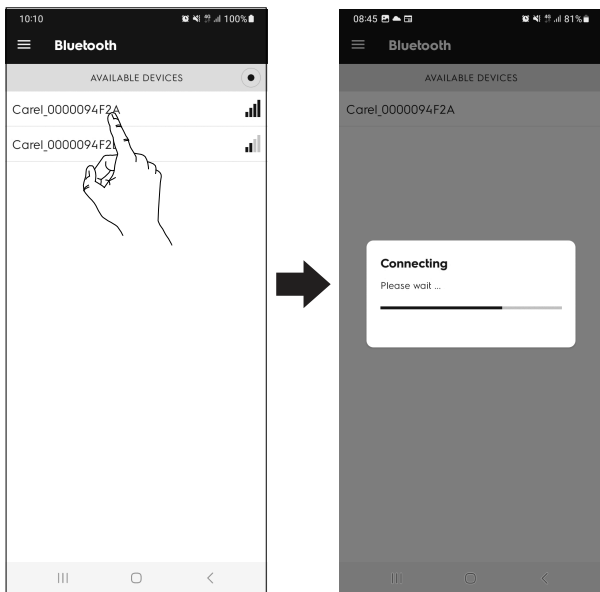 10:10 100%
Bluetooth
AVAILABLE DEVICES
Carel_0000094F2A
Carel_0000094F2
08:45 81%
Bluetooth
AVAILABLE DEVICES
Carel_0000094F2A
Connecting
Please wait ...